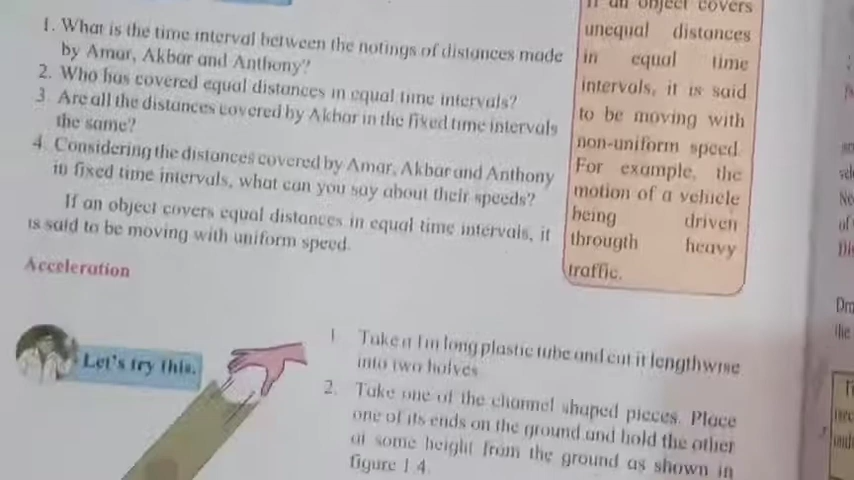 1. What is the time interval between the notings of distances made
by Amar, Akbar and Anthony?
2. Who has covered equal distances in equal time intervals?
3 Are all the distances covered by Akbar in the fixed time intervals
the same?
4. Considering the distances covered by Amar, Akbar and Anthony
in fixed time intervals, what can you say about their speeds?
If an object covers equal distances in equal time intervals, it
is said to be moving with uniform speed.
If an object covers
unequal distances
in equal time
intervals, it is said
to be moving with
non-uniform speed
For example, the
motion of a vehicle
being driven
througth heavy
traffic.
Acceleration
Let's try this.
1 Take a 1m long plastic tube and cut it lengthwise
into two halves
2. Take one of the channel shaped pieces. Place
one of its ends on the ground and hold the other
at some height from the ground as shown in
figure 1.4.